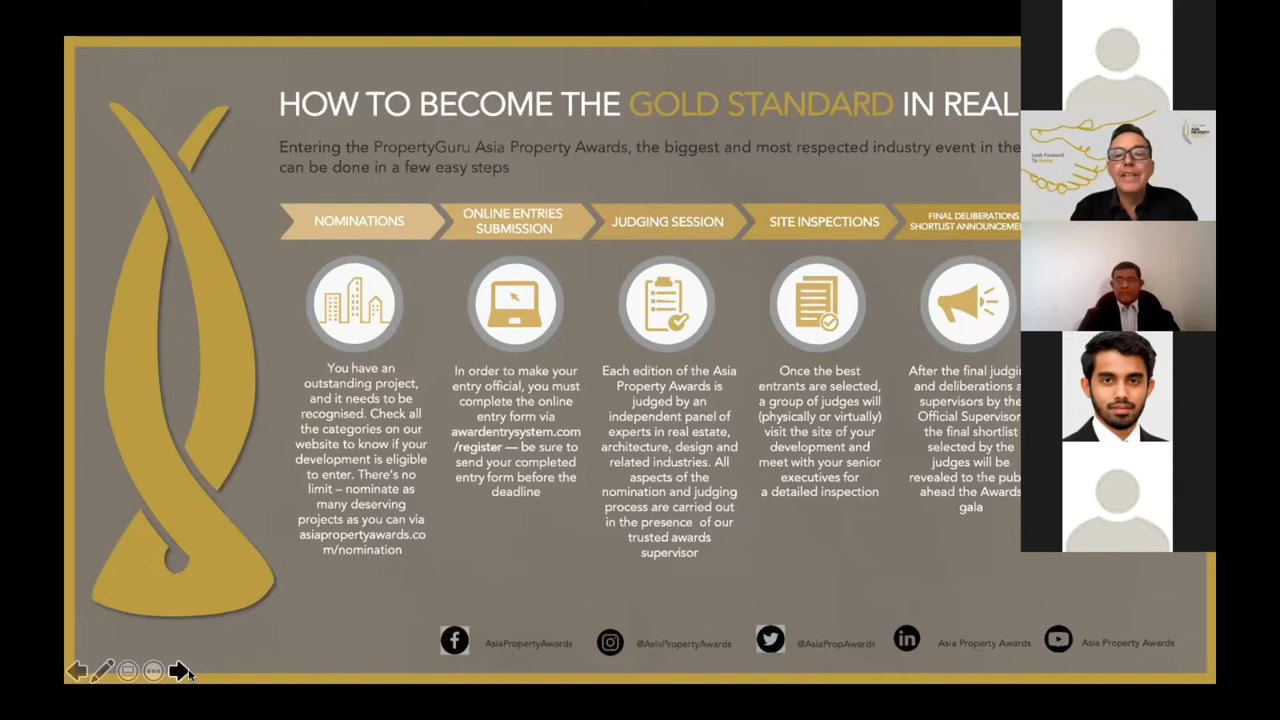 HOW TO BECOME THE GOLD STANDARD IN REAL
Entering the PropertyGuru Asia Property Awards, the biggest and most respected industry event in the
can be done in a few easy steps
NOMINATIONS
ONLINE ENTRIES
SUBMISSION
JUDGING SESSION
SITE INSPECTIONS
FINAL DELIBERATIONS
SHORTLIST
You have an
outstanding project,
and it needs to be
recognised. Check all
the categories on our
website to know if your
development is eligible
to enter. There's no
limit – nominate as
many deserving
projects as you can via
asiapropertyawards.co
m/nomination
In order to make your
entry official, you must
complete the online
entry form via
awardentrysystem.com
/register — be sure to
send your completed
entry form before the
deadline
Each edition of the Asia
Property Awards is
judged by an
independent panel of
experts in real estate,
architecture, design and
related industries. All
aspects of the
nomination and judging
process are carried out
in the presence of our
trusted awards
supervisor
Once the best
entrants are selected,
a group of judges will
(physically or virtually)
visit the site of your
development and
meet with your senior
executives for
a detailed inspection
After the final
and deliberations
supervisors by the
Official Supervisor
the final shortlist
selected by the
judges will be
revealed to the
ahead the Awards
gala
Look Forward
To Home
ASIA
PROPERTY
AsiaPropertyAwards
@AsiaPropertyAwards
@AsiaPropAwards
Asia Property Awards
Asia Property Awards